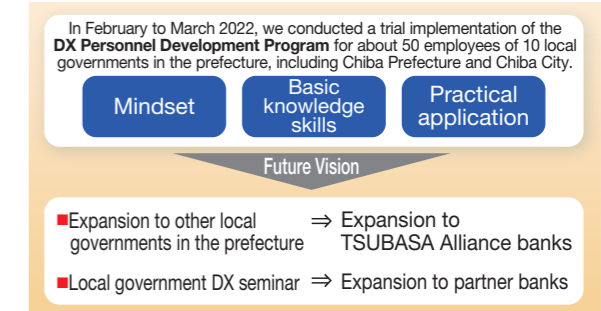 In February to March 2022, we conducted a trial implementation of the
DX Personnel Development Program for about 50 employees of 10 local
governments in the prefecture, including Chiba Prefecture and Chiba City.
Mindset
Basic
knowledge
skills
Practical
application
Future Vision
■Expansion to other local
governments in the prefecture
⇒ Expansion to
TSUBASA Alliance banks
■Local government DX seminar ⇒ Expansion to partner banks